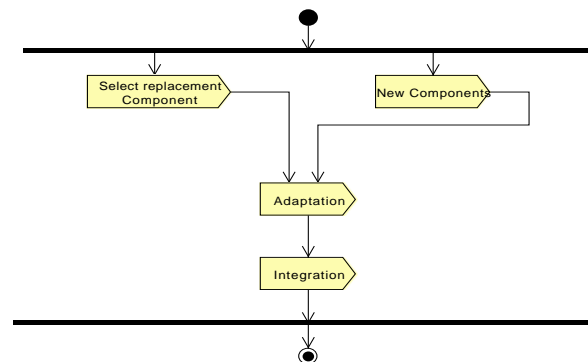 Select replacement
Component
New Components
Adaptation
Integration